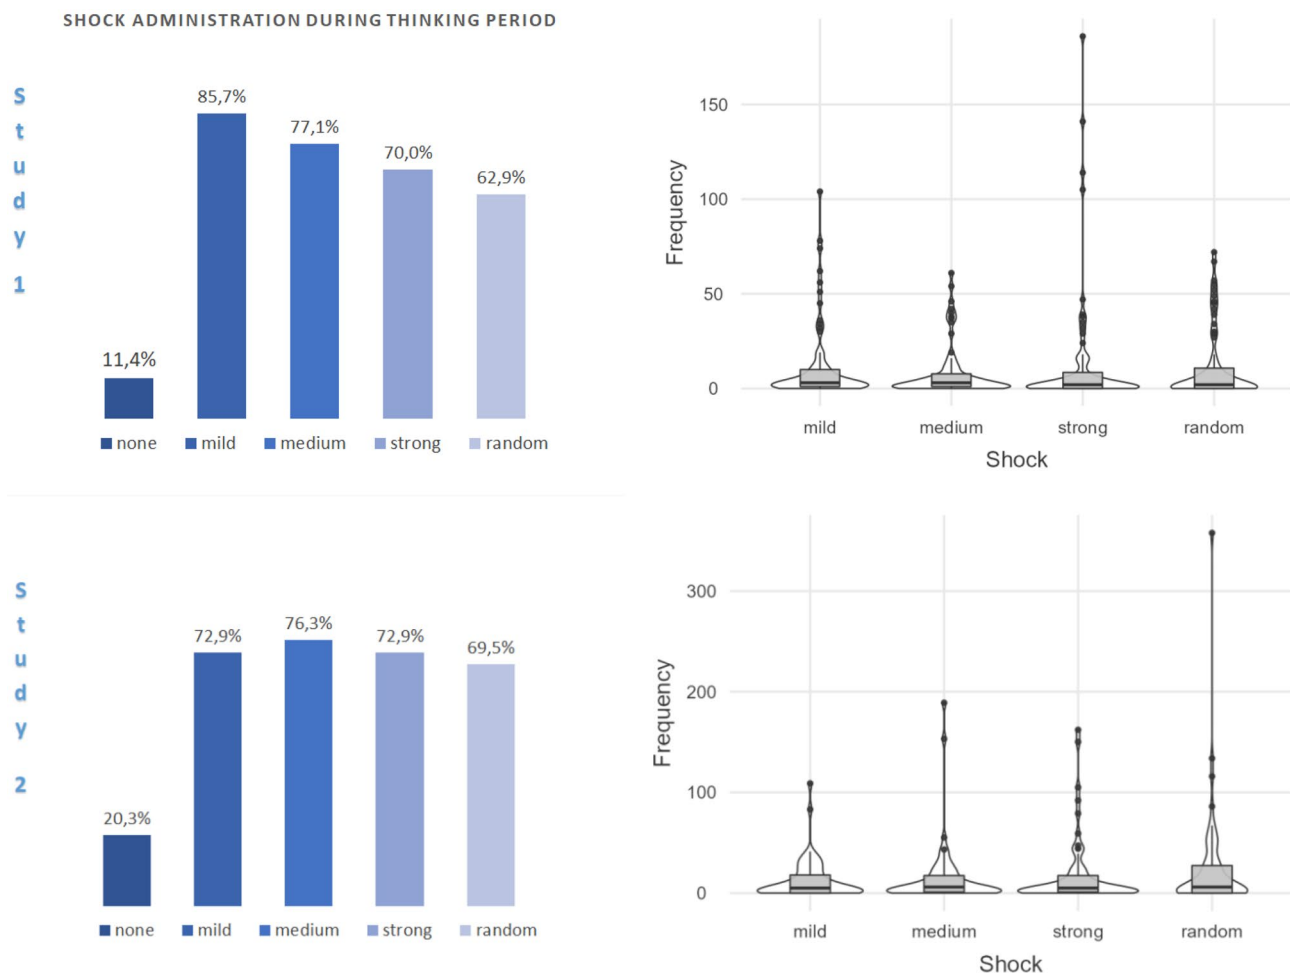 SHOCK ADMINISTRATION DURING THINKING PERIOD
Study 1
85,7%
77,1%
70,0%
62,9%
11,4%
none mild medium strong random
Frequency
150
100
50
0
mild medium strong random
Shock
Study 2
72,9%
76,3%
72,9%
69,5%
20,3%
none mild medium strong random
Frequency
300
200
100
0
mild medium strong random
Shock